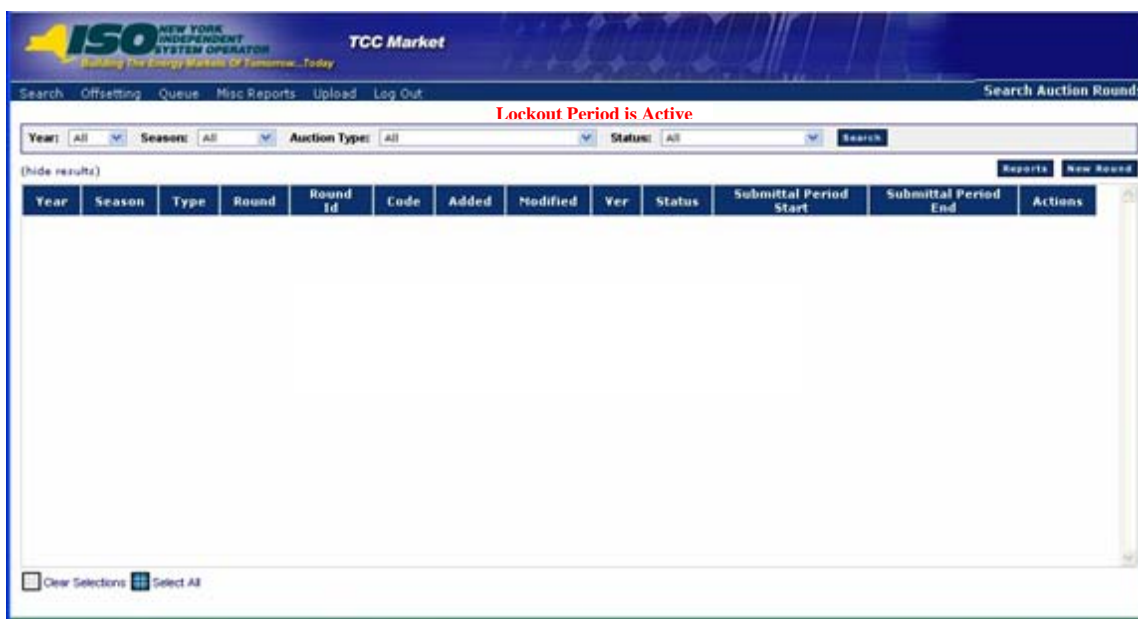 ISO NEW YORK
INDEPENDENT
SYSTEM OPERATOR
Building The Energy Markets Of Tomorrow...Today
TCC Market
Search Offsetting Queue Misc Reports Upload Log Out Search Auction Round
Lockout Period is Active
Year: All Season: All Auction Type: All Status: All Search
(hide results) Reports New Round
Year Season Type Round Round Id Code Added Modified Ver Status Submittal Period Start Submittal Period End Actions
Clear Selections Select All